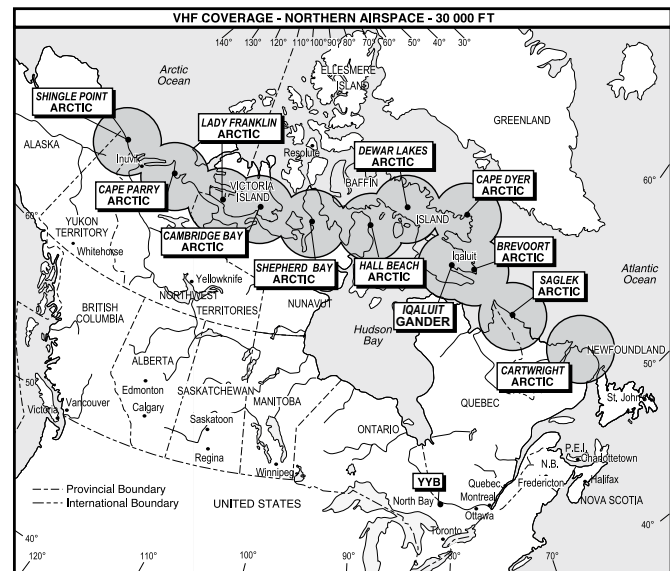 VHF COVERAGE - NORTHERN AIRSPACE - 30 000 FT
140° 130° 120° 110° 100° 90° 80° 70° 60° 50° 40° 30°
Arctic
Ocean
ELLESMERE
ISLAND
GREENLAND
SHINGLE POINT
ARCTIC
LADY FRANKLIN
ARCTIC
DEWAR LAKES
ARCTIC
CAPE DYER
ARCTIC
ALASKA
Inuvik
Resolute
VICTORIA
ISLAND
BAFFIN
ISLAND
60°
60°
CAPE PARRY
ARCTIC
CAMBRIDGE BAY
ARCTIC
SHEPHERD BAY
ARCTIC
HALL BEACH
ARCTIC
Iqaluit
BREVOORT
ARCTIC
IQALUIT
GANDER
SAGLEK
ARCTIC
YUKON
TERRITORY
Whitehorse
Yellowknife
NORTHWEST
TERRITORIES
NUNAVUT
Atlantic
Ocean
BRITISH
COLUMBIA
Hudson
Bay
CARTWRIGHT
ARCTIC
NEWFOUNDLAND
50°
50°
ALBERTA
Edmonton
Calgary
SASKATCHEWAN
Saskatoon
Regina
MANITOBA
Winnipeg
ONTARIO
QUEBEC
St. John's
Victoria
Vancouver
P.E.I.
Charlottetown
N.B.
Fredericton
Halifax
NOVA SCOTIA
YYB
North Bay
Quebec
Montreal
Ottawa
Toronto
Provincial Boundary
International Boundary
UNITED STATES
40°
40°
120° 110° 100° 90° 80° 70°